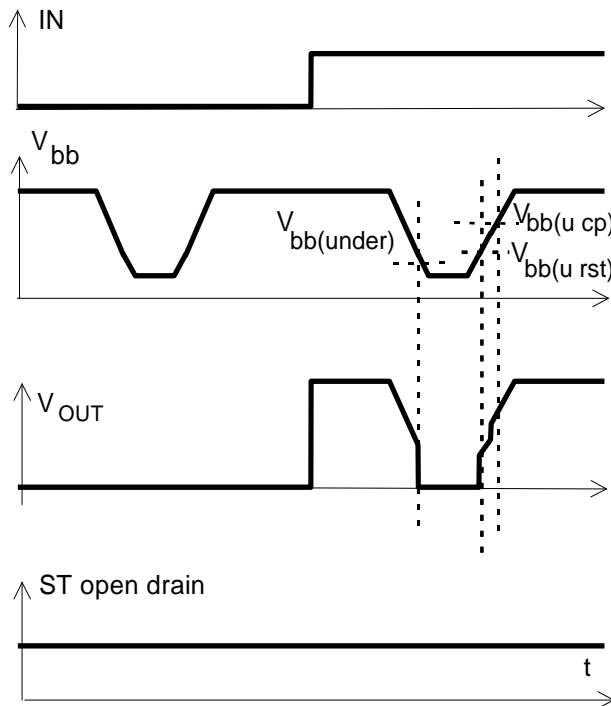 IN
V bb
V bb(under)
V bb(u cp)
V bb(u rst)
V OUT
ST open drain
t